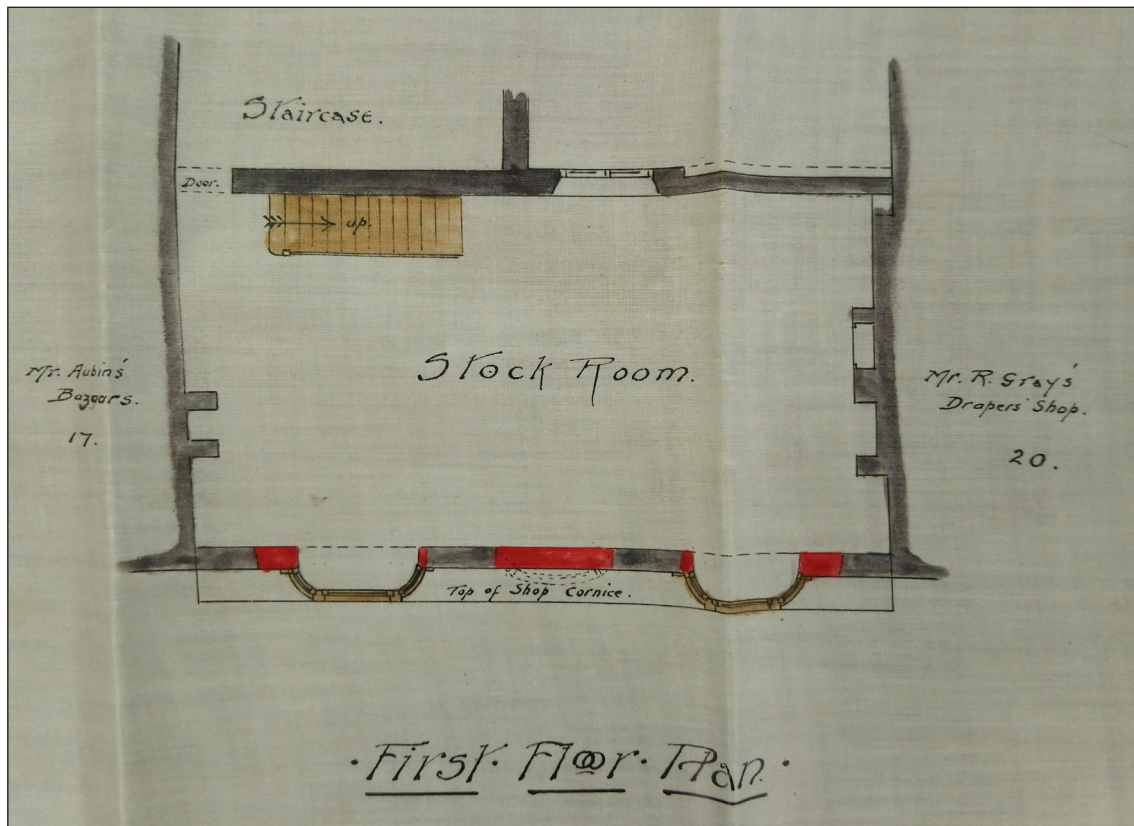 Staircase.
Door.
up.
Stock Room.
Mr. Aubin's
Bazaars.
17.
Mr. R. Gray's
Drapers' Shop.
20.
Top of Shop Cornice.
· First · Floor · Plan. ·